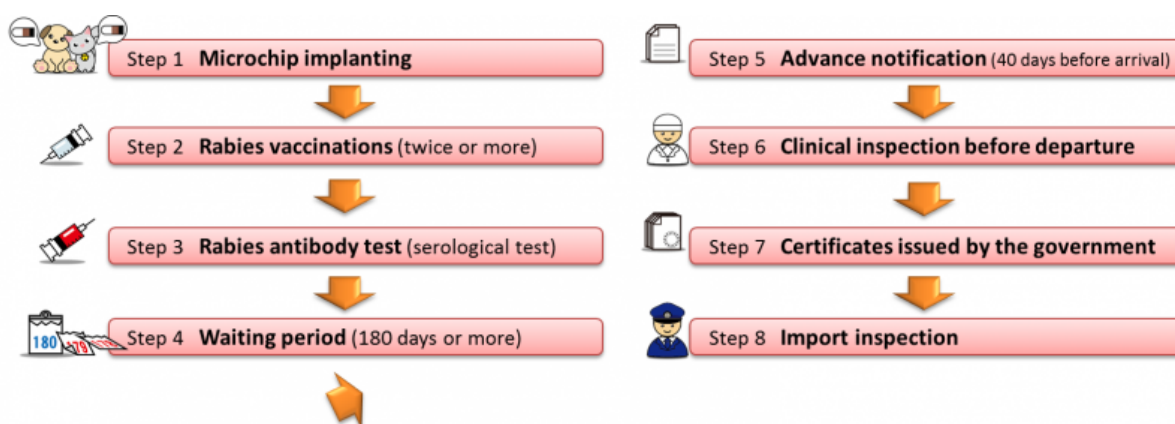 Step 1 Microchip implanting
Step 2 Rabies vaccinations (twice or more)
Step 3 Rabies antibody test (serological test)
180 179
Step 4 Waiting period (180 days or more)
Step 5 Advance notification (40 days before arrival)
Step 6 Clinical inspection before departure
Step 7 Certificates issued by the government
Step 8 Import inspection